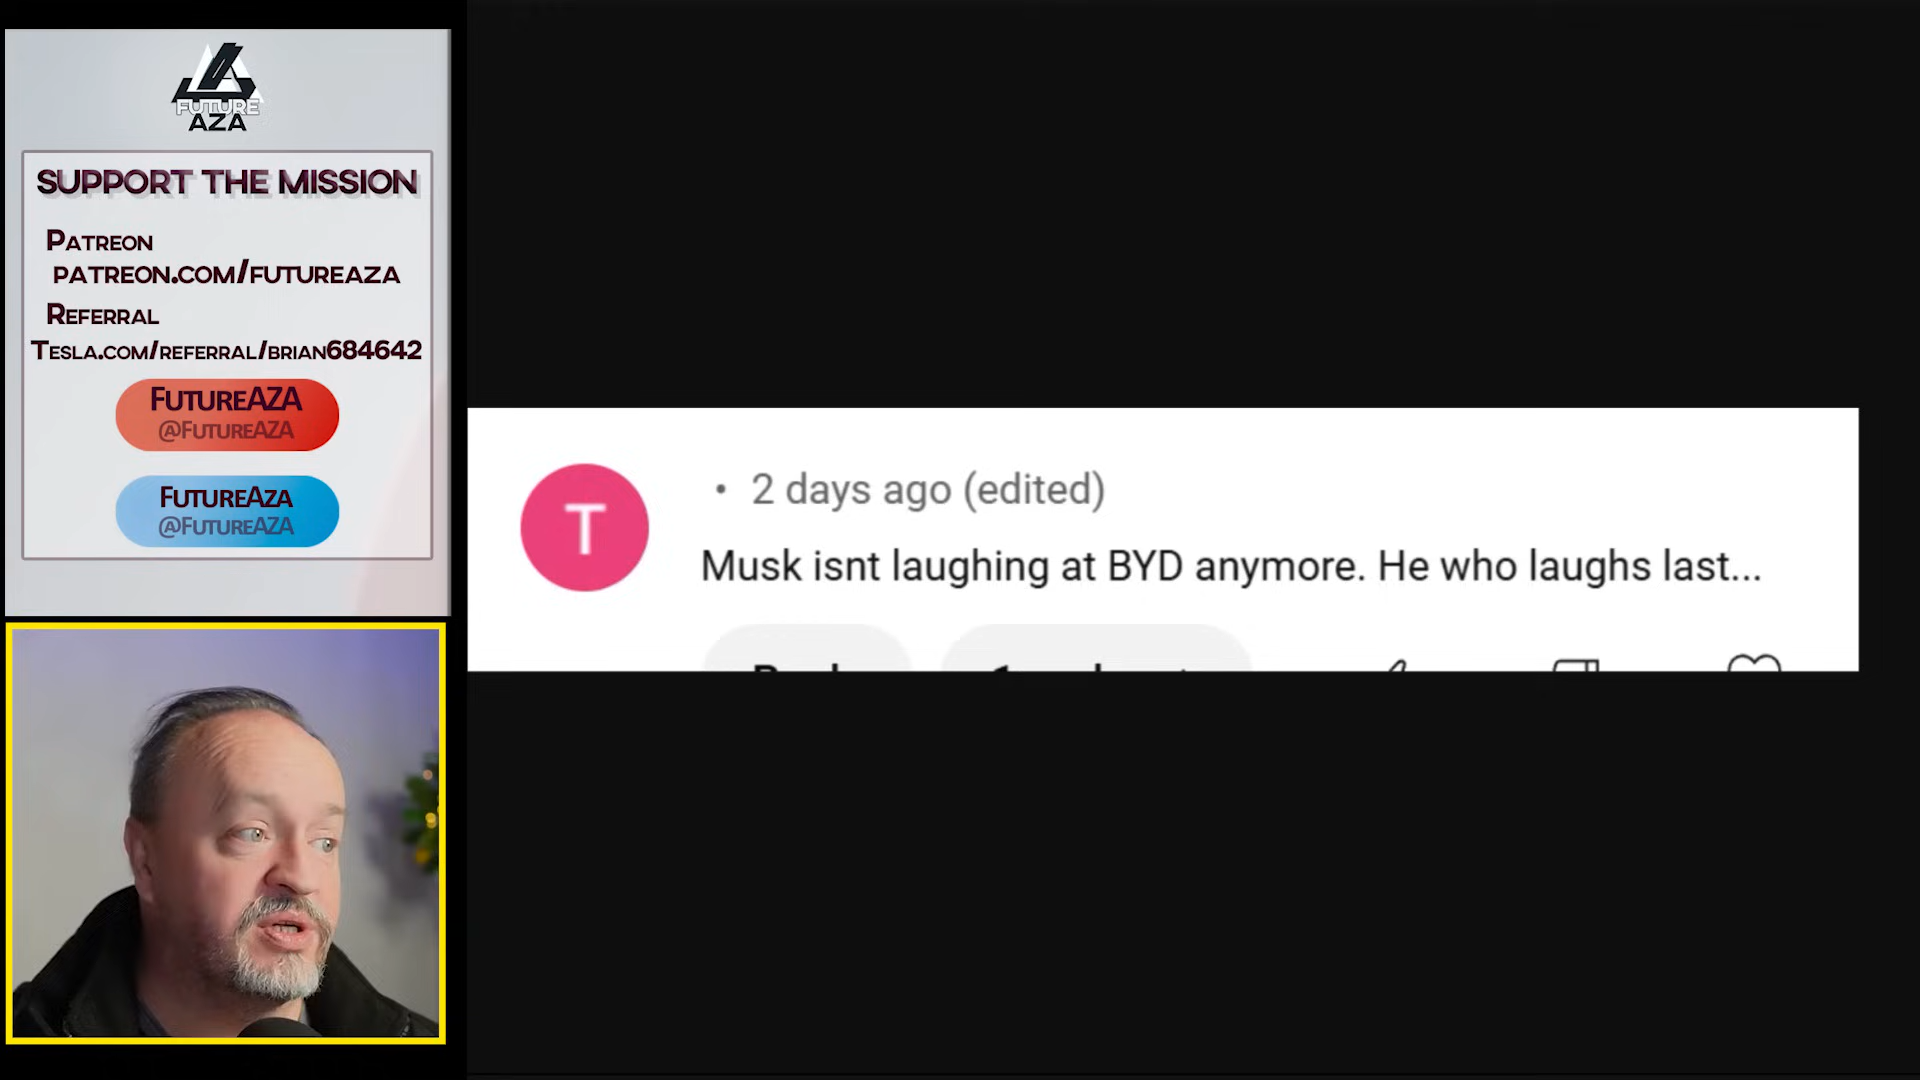 FUTURE
AZA
SUPPORT THE MISSION
PATREON
PATREON.COM/FUTUREAZA
REFERRAL
TESLA.COM/REFERRAL/BRIAN684642
FUTUREAZA
@FUTUREAZA
FUTUREAZA
@FUTUREAZA
T
• 2 days ago (edited)
Musk isnt laughing at BYD anymore. He who laughs last...